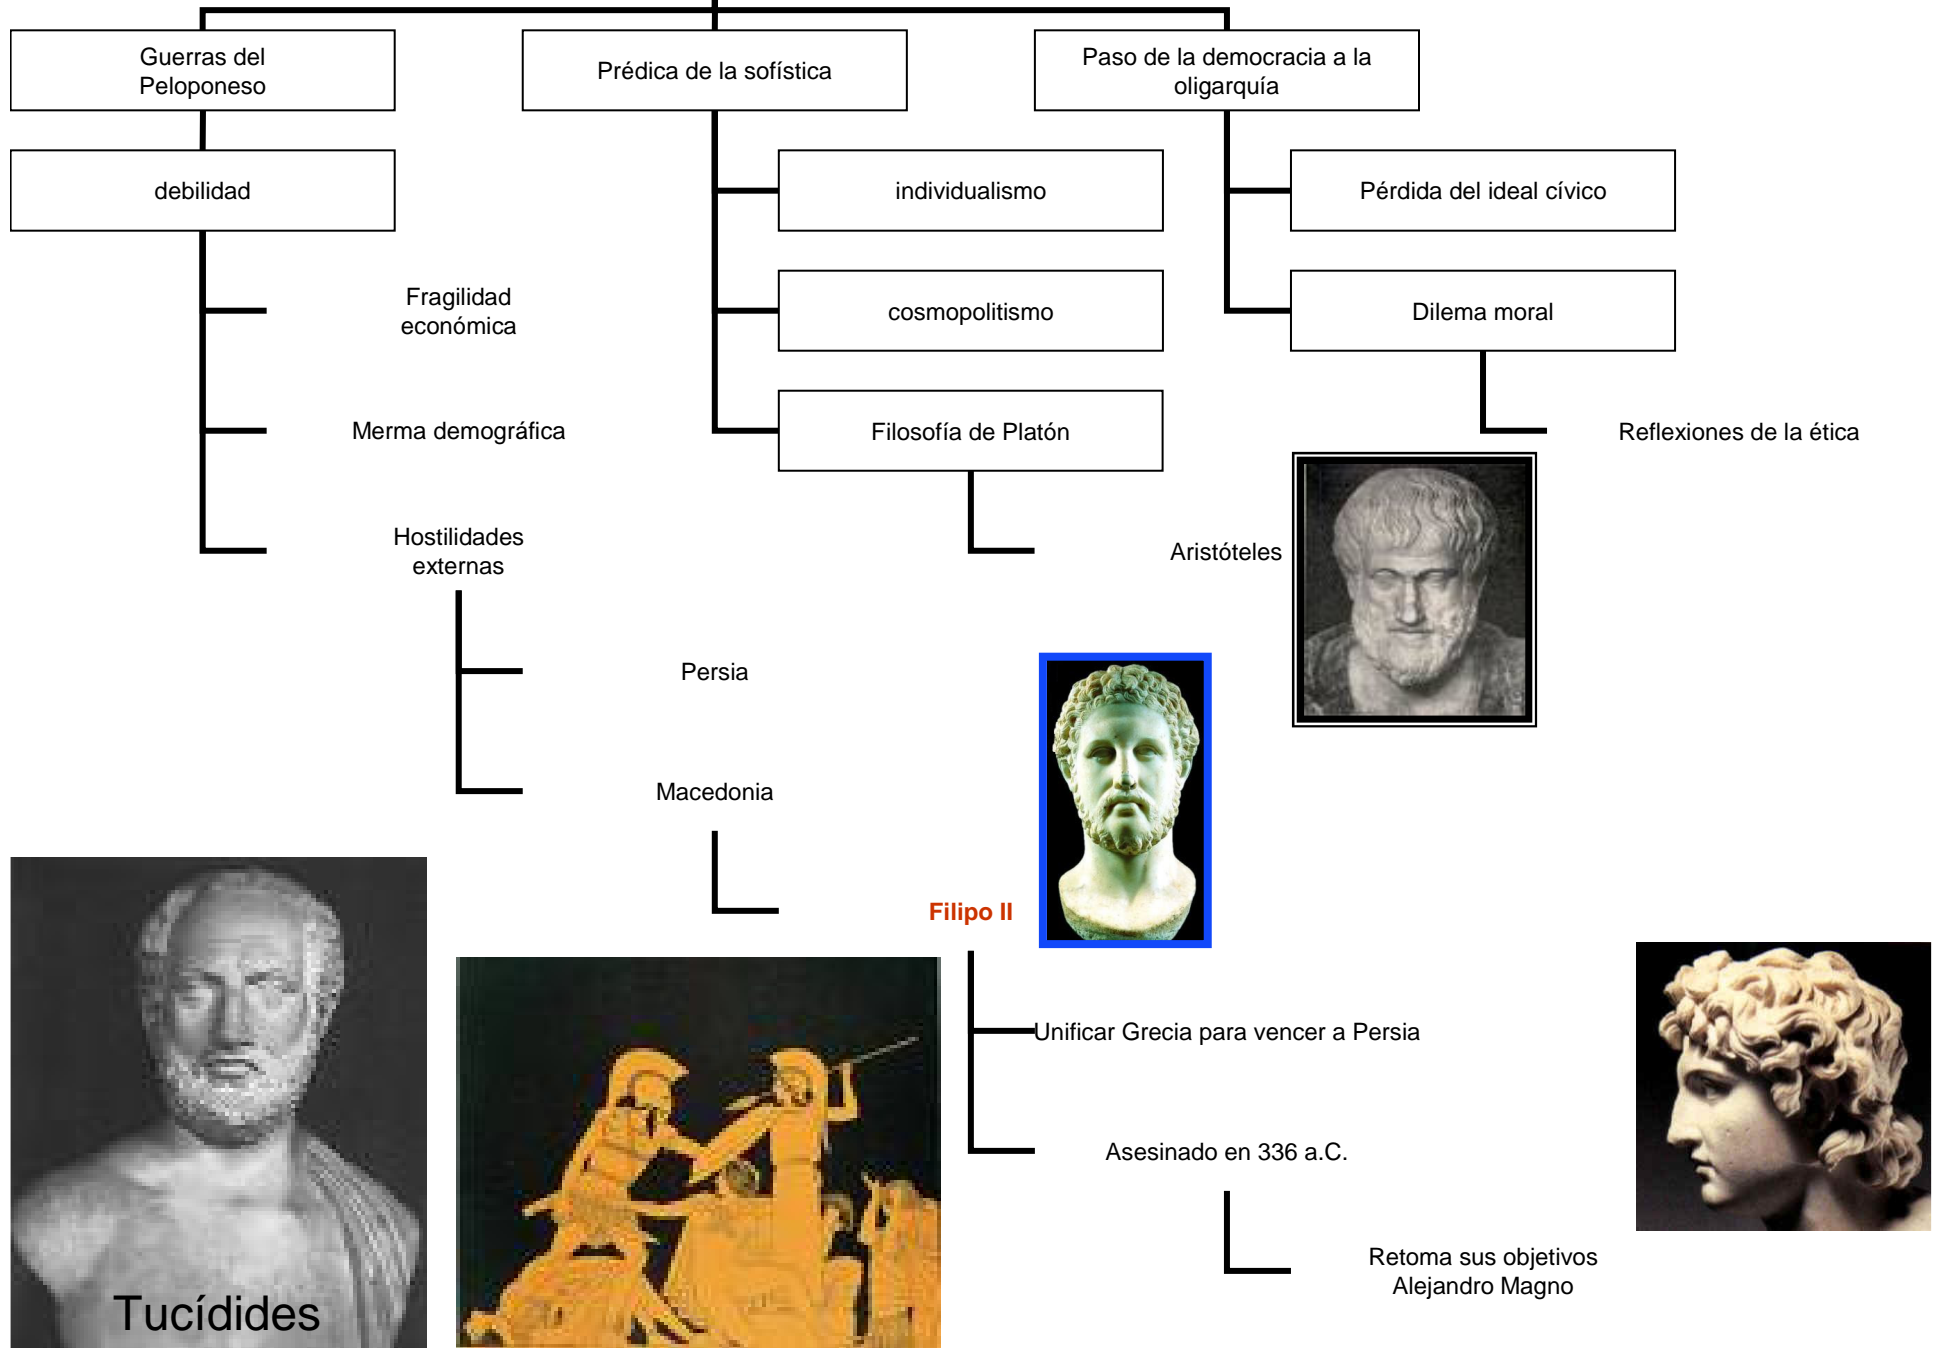 Guerras del
Peloponeso
Prédica de la sofística
Paso de la democracia a la
oligarquía
debilidad
individualismo
Pérdida del ideal cívico
Fragilidad
económica
cosmopolitismo
Dilema moral
Merma demográfica
Filosofía de Platón
Reflexiones de la ética
Hostilidades
externas
Aristóteles
Persia
Macedonia
Filipo II
Unificar Grecia para vencer a Persia
Asesinado en 336 a.C.
Retoma sus objetivos
Alejandro Magno
Tucídides